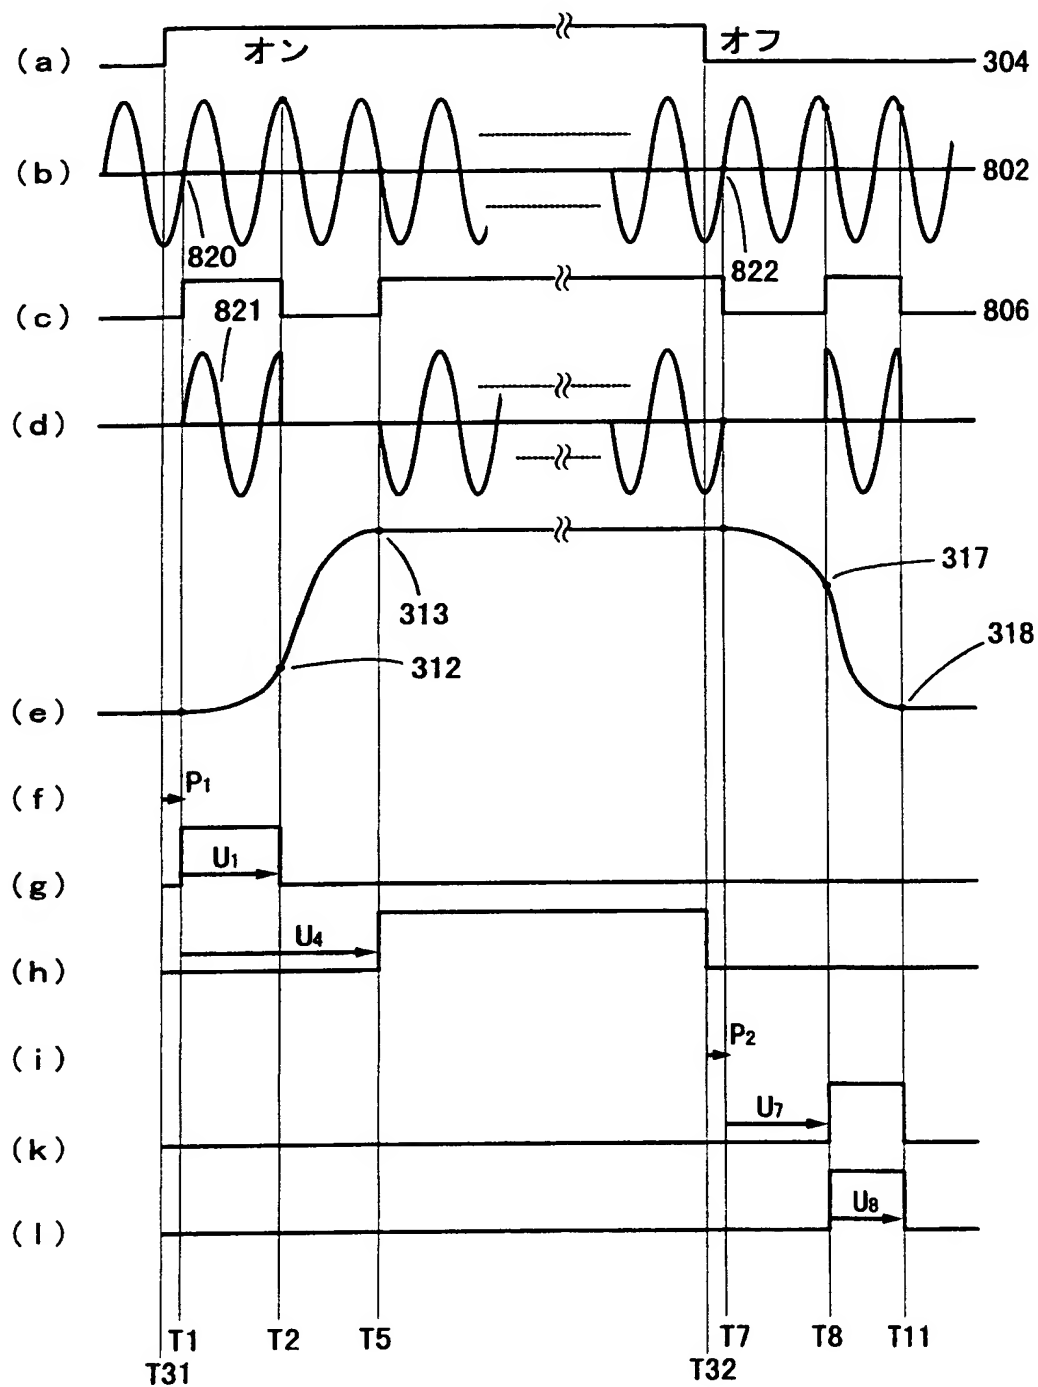 (a) オン オフ 304
(b) 802
820 822
(c) 806
821
(d)
317
313
318
312
(e)
(f) P1
(g) U1
(h) U4
(i) P2
U7
(k)
(l) U8
T1 T2 T5 T7 T8 T11
T31 T32